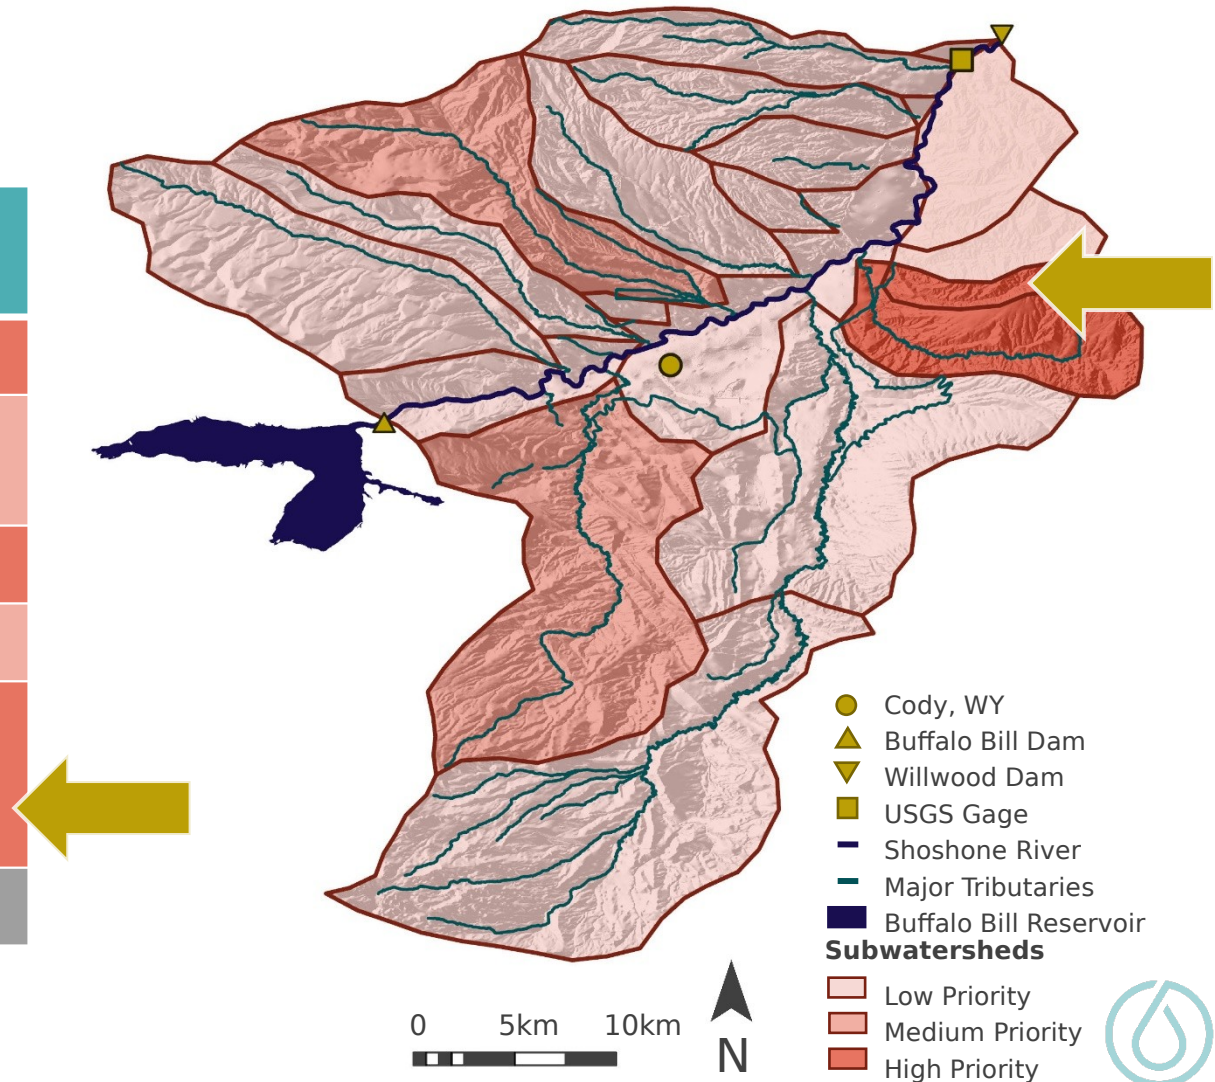 Cody, WY
Buffalo Bill Dam
Willwood Dam
USGS Gage
Shoshone River
Major Tributaries
Buffalo Bill Reservoir
Subwatersheds
Low Priority
Medium Priority
High Priority
0 5km 10km
N